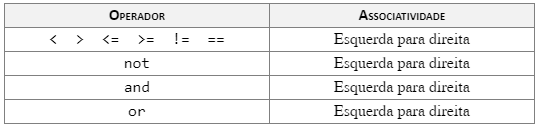 OPERADOR ASSOCIATIVIDADE
< > <= >= != == Esquerda para direita
not Esquerda para direita
and Esquerda para direita
or Esquerda para direita